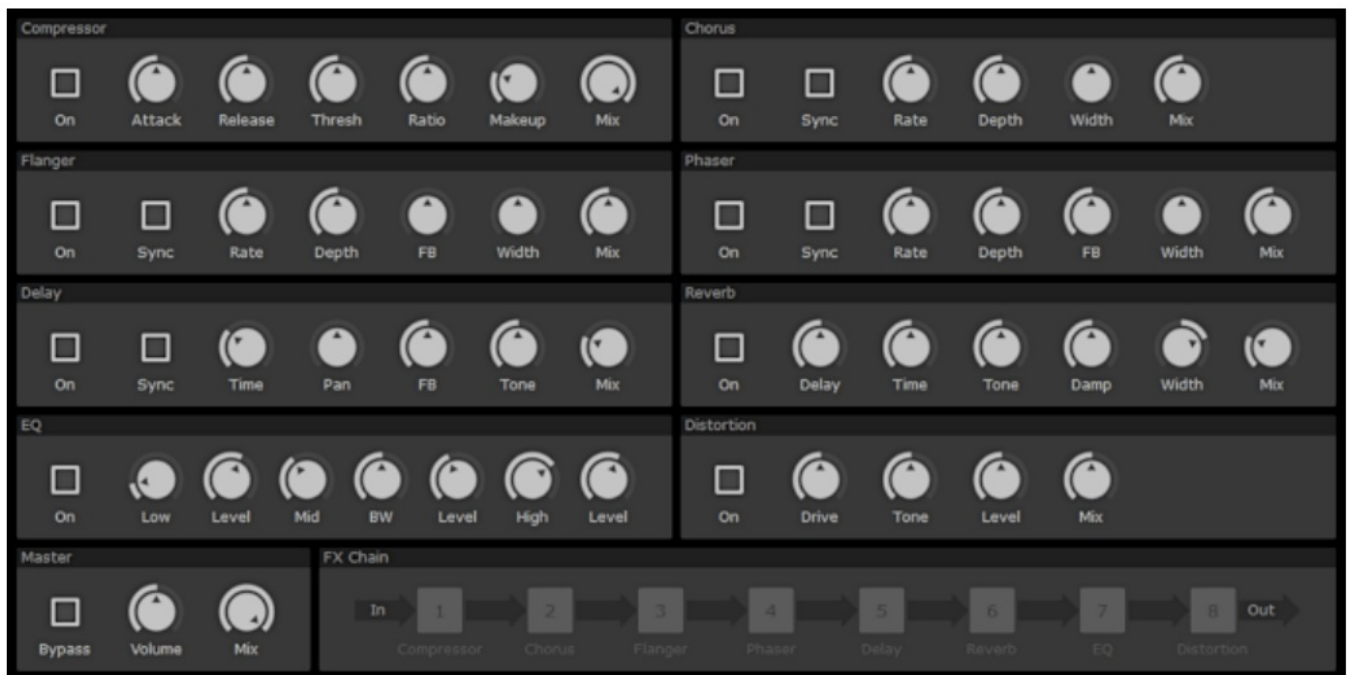 Compressor
On Attack Release Thresh Ratio Makeup Mix
Chorus
On Sync Rate Depth Width Mix
Flanger
On Sync Rate Depth FB Width Mix
Phaser
On Sync Rate Depth FB Width Mix
Delay
On Sync Time Pan FB Tone Mix
Reverb
On Delay Time Tone Damp Width Mix
EQ
On Low Level Mid BW Level High Level
Distortion
On Drive Tone Level Mix
Master
Bypass Volume Mix
FX Chain
In 1 2 3 4 5 6 7 8 Out
Compressor Chorus Flanger Phaser Delay Reverb EQ Distortion